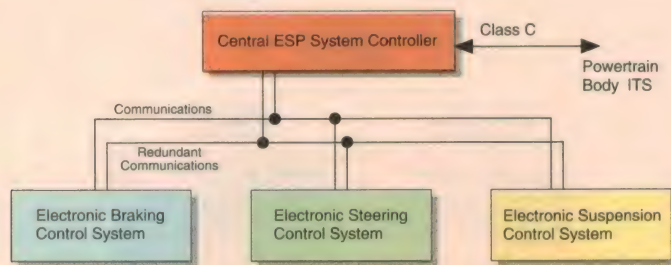 Central ESP System Controller
Class C
Powertrain
Body ITS
Communications
Redundant
Communications
Electronic Braking
Control System
Electronic Steering
Control System
Electronic Suspension
Control System